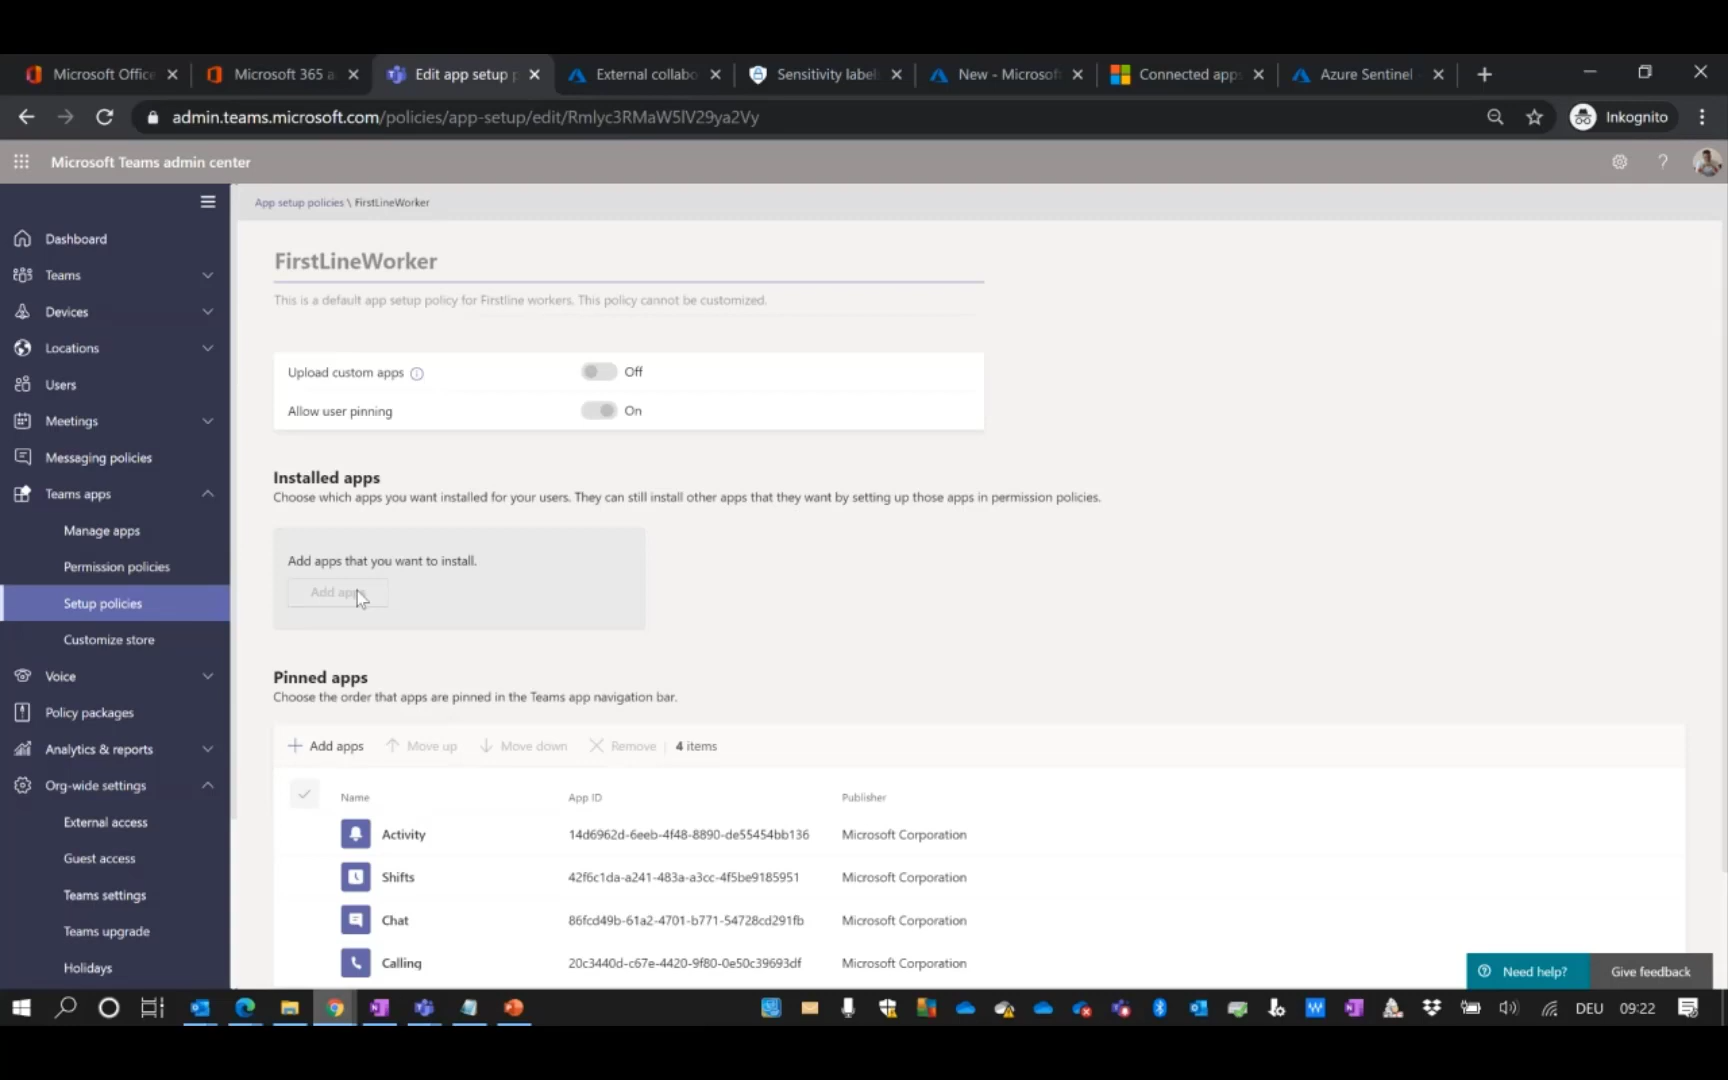 Microsoft Office
Microsoft 365 a
Edit app setup p
External collabo
Sensitivity label
New - Microsof
Connected apps
Azure Sentinel
admin.teams.microsoft.com/policies/app-setup/edit/Rmlyc3RMaW5lV29ya2Vy
Inkognito
Microsoft Teams admin center
?
App setup policies \ FirstLineWorker
Dashboard
Teams
Devices
Locations
Users
Meetings
Messaging policies
Teams apps
Manage apps
Permission policies
Setup policies
Customize store
Voice
Policy packages
Analytics & reports
Org-wide settings
External access
Guest access
Teams settings
Teams upgrade
Holidays
FirstLineWorker
This is a default app setup policy for Firstline workers. This policy cannot be customized.
Upload custom apps
Off
Allow user pinning
On
Installed apps
Choose which apps you want installed for your users. They can still install other apps that they want by setting up those apps in permission policies.
Add apps that you want to install.
Add apps
Pinned apps
Choose the order that apps are pinned in the Teams app navigation bar.
Add apps
Move up
Move down
Remove
4 items
Name
App ID
Publisher
Activity
14d6962d-6eeb-4f48-8890-de55454bb136
Microsoft Corporation
Shifts
42f6c1da-a241-483a-a3cc-4f5be9185951
Microsoft Corporation
Chat
86fcd49b-61a2-4701-b771-54728cd291fb
Microsoft Corporation
Calling
20c3440d-c67e-4420-9f80-0e50c39693df
Microsoft Corporation
Need help?
Give feedback
DEU
09:22